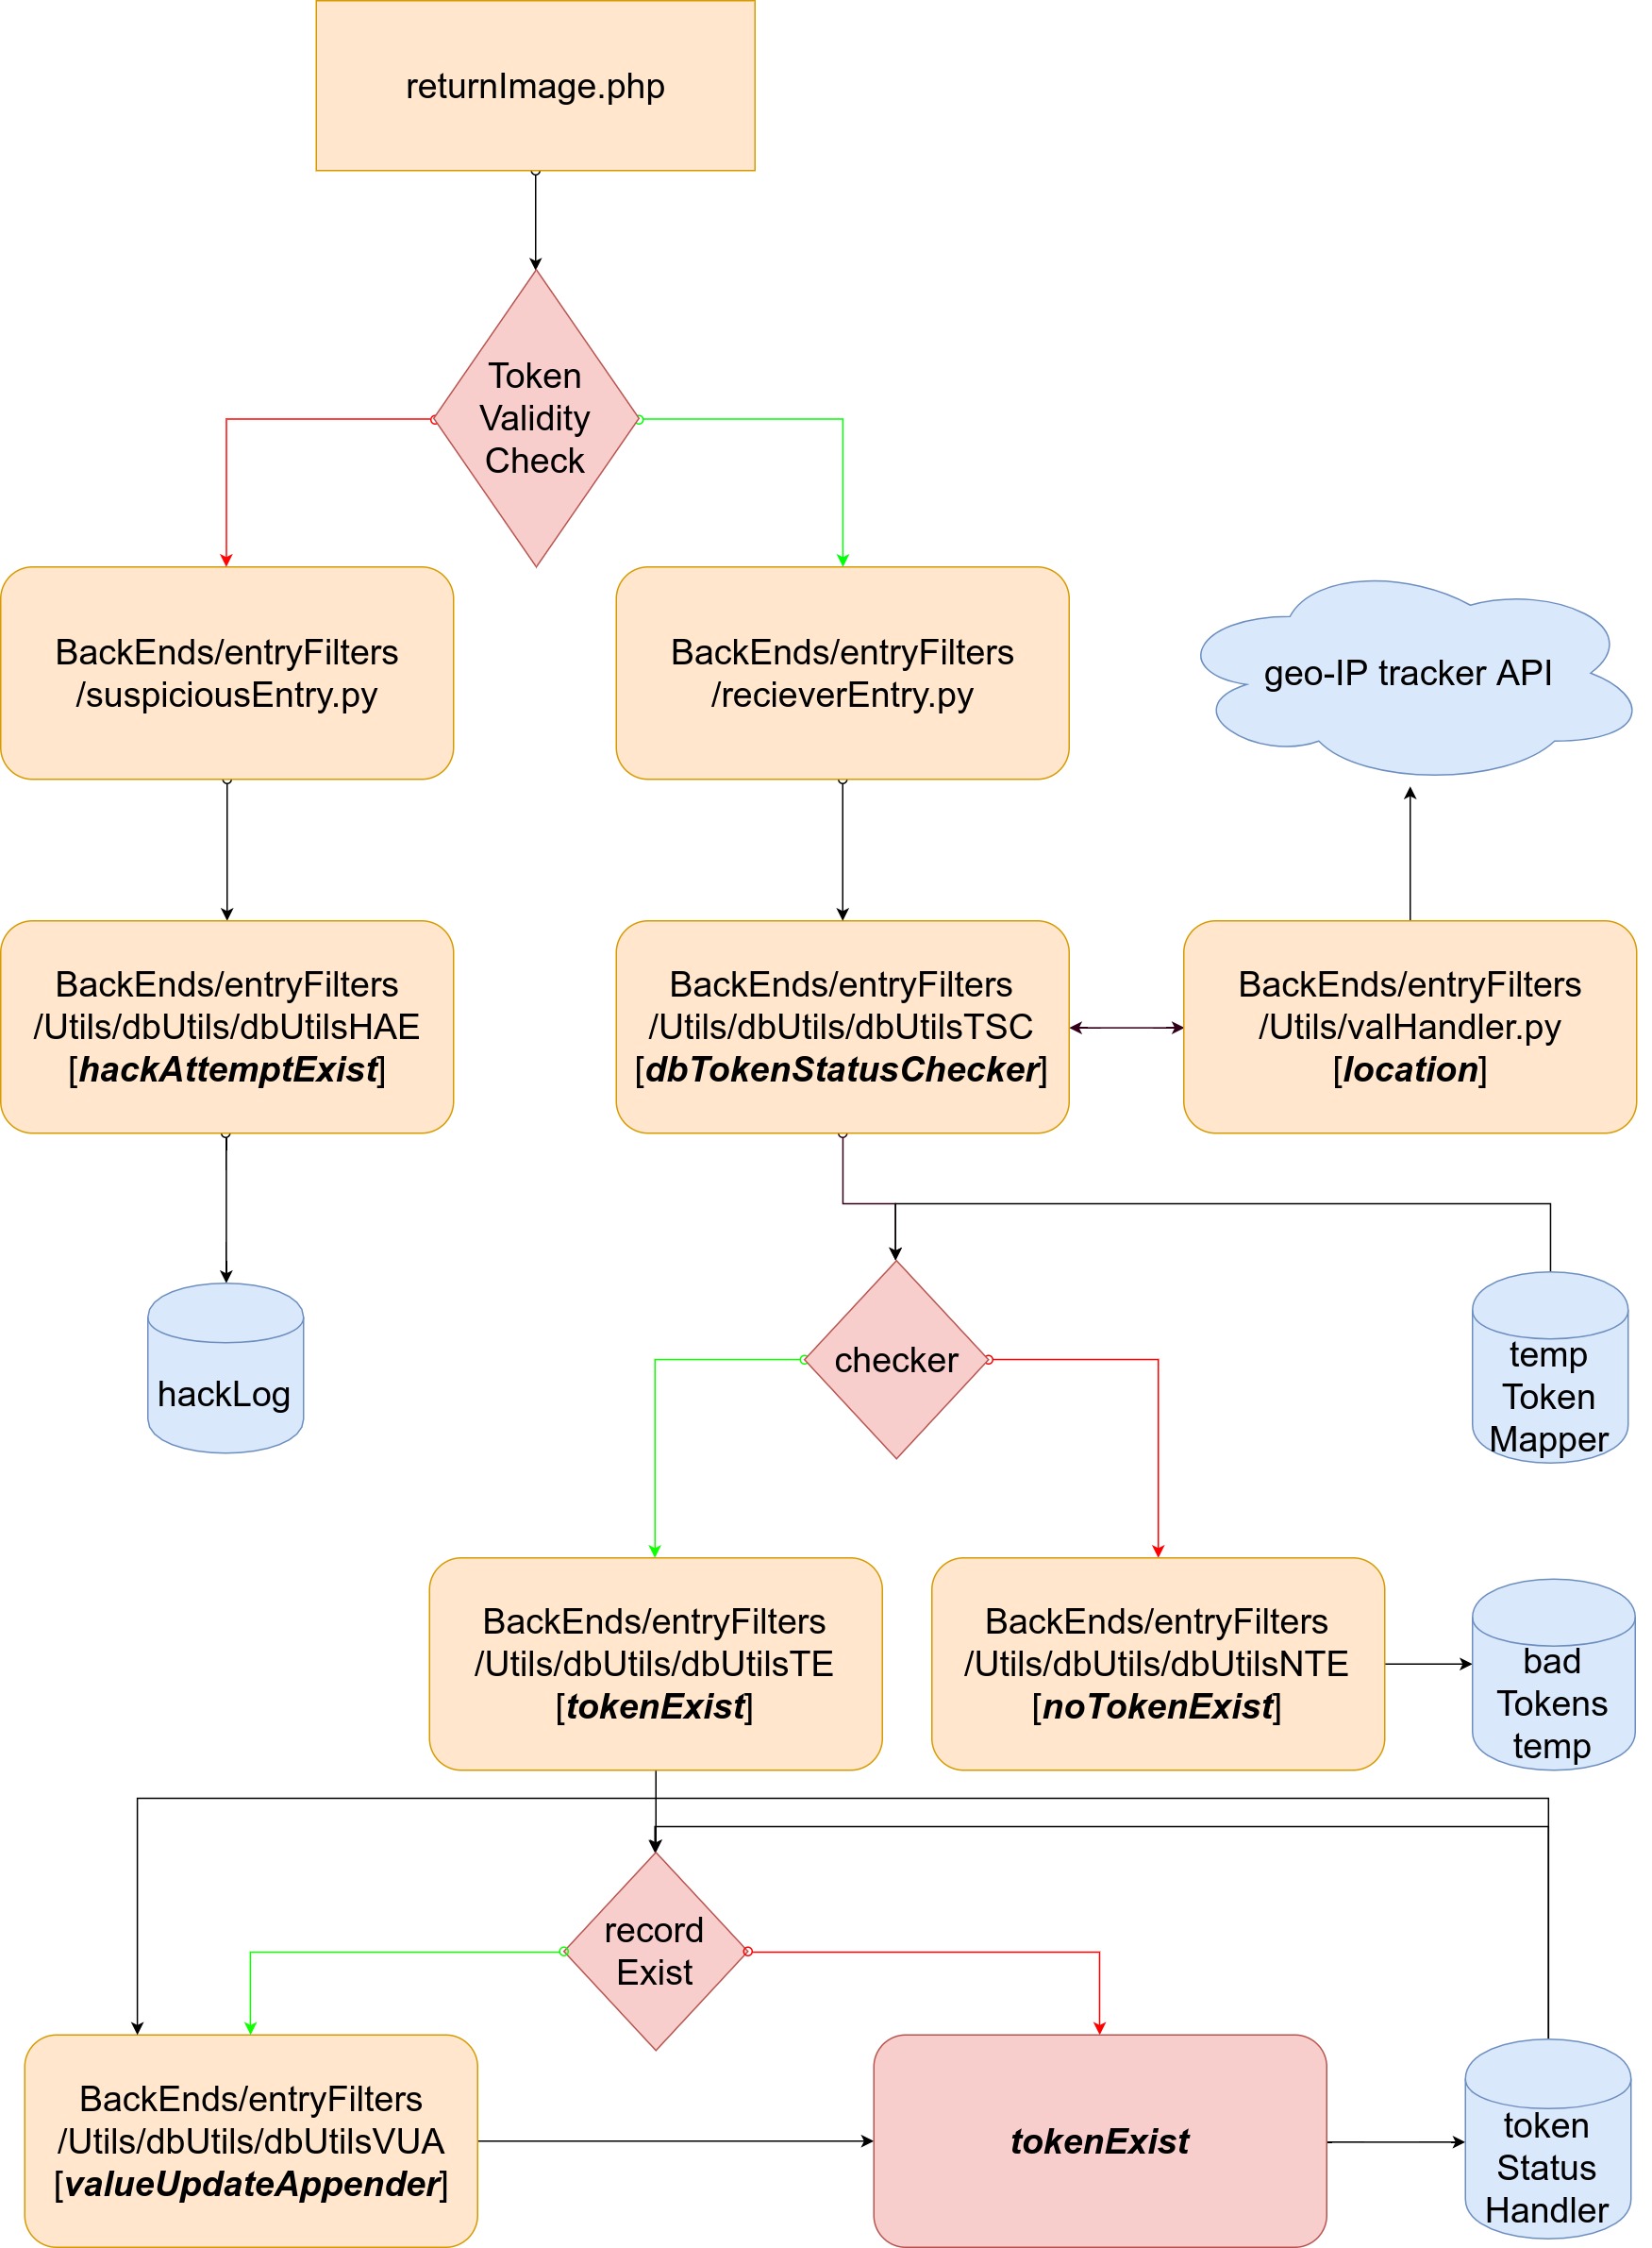 returnImage.php
Token
Validity
Check
BackEnds/entryFilters
/suspiciousEntry.py
BackEnds/entryFilters
/recieverEntry.py
geo-IP tracker API
BackEnds/entryFilters
/Utils/dbUtils/dbUtilsHAE
[hackAttemptExist]
BackEnds/entryFilters
/Utils/dbUtils/dbUtilsTSC
[dbTokenStatusChecker]
BackEnds/entryFilters
/Utils/valHandler.py
[location]
checker
hackLog
temp
Token
Mapper
BackEnds/entryFilters
/Utils/dbUtils/dbUtilsTE
[tokenExist]
BackEnds/entryFilters
/Utils/dbUtils/dbUtilsNTE
[noTokenExist]
bad
Tokens
temp
record
Exist
BackEnds/entryFilters
/Utils/dbUtils/dbUtilsVUA
[valueUpdateAppender]
tokenExist
token
Status
Handler